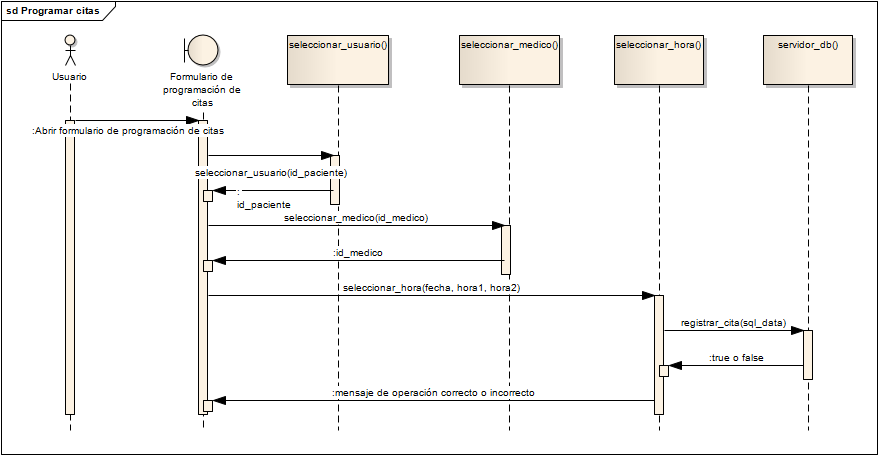 sd Programar citas
Usuario
Formulario de
programación de
citas
seleccionar_usuario()
seleccionar_medico()
seleccionar_hora()
servidor_db()
:Abrir formulario de programación de citas
seleccionar_usuario(id_paciente)
:
id_paciente
seleccionar_medico(id_medico)
:id_medico
seleccionar_hora(fecha, hora1, hora2)
registrar_cita(sql_data)
:true o false
:mensaje de operación correcto o incorrecto